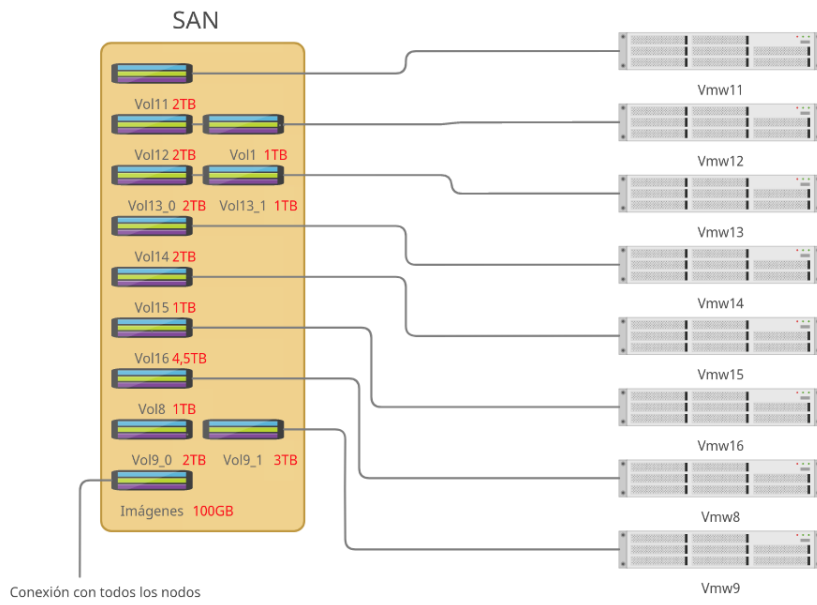 SAN
Vol11 2TB
Vmw11
Vol12 2TB Vol1 1TB
Vmw12
Vol13_0 2TB Vol13_1 1TB
Vmw13
Vol14 2TB
Vmw14
Vol15 1TB
Vmw15
Vol16 4,5TB
Vmw16
Vol8 1TB
Vmw8
Vol9_0 2TB Vol9_1 3TB
Vmw9
Imágenes 100GB
Conexión con todos los nodos